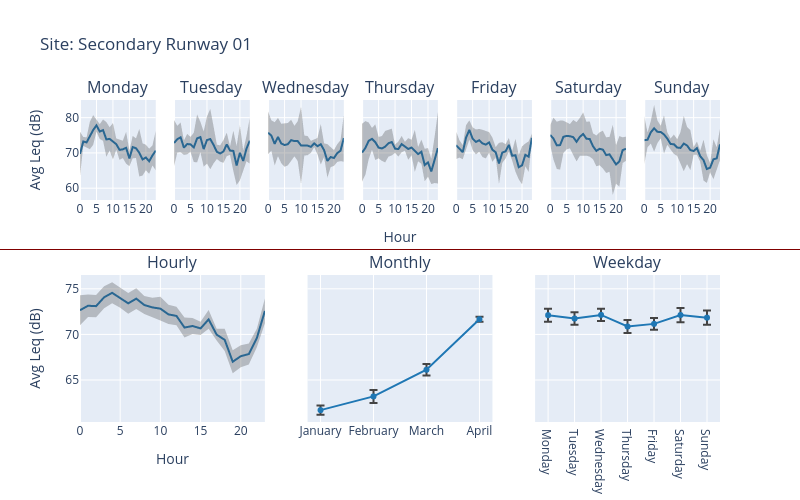 Site: Secondary Runway 01
Monday Tuesday Wednesday Thursday Friday Saturday Sunday
Avg Leq (dB)
80
70
60
0 5 10 15 20 0 5 10 15 20 0 5 10 15 20 0 5 10 15 20 0 5 10 15 20 0 5 10 15 20 0 5 10 15 20
Hour
Hourly Monthly Weekday
Avg Leq (dB)
75
70
65
0 5 10 15 20 January February March April
Hour
Monday
Tuesday
Wednesday
Thursday
Friday
Saturday
Sunday